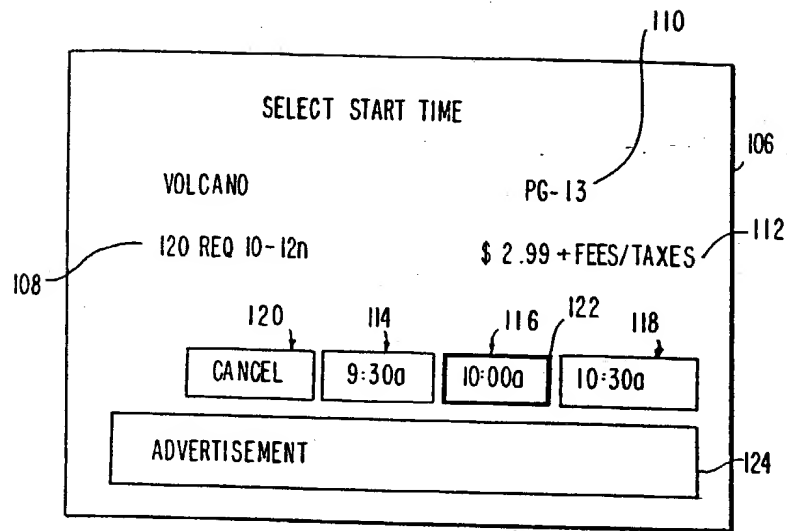 110
SELECT START TIME
106
VOLCANO PG-13
120 REQ 10-12n $ 2.99 + FEES/TAXES 112
108
120 114 116 122 118
CANCEL 9:30a 10:00a 10:30a
ADVERTISEMENT
124